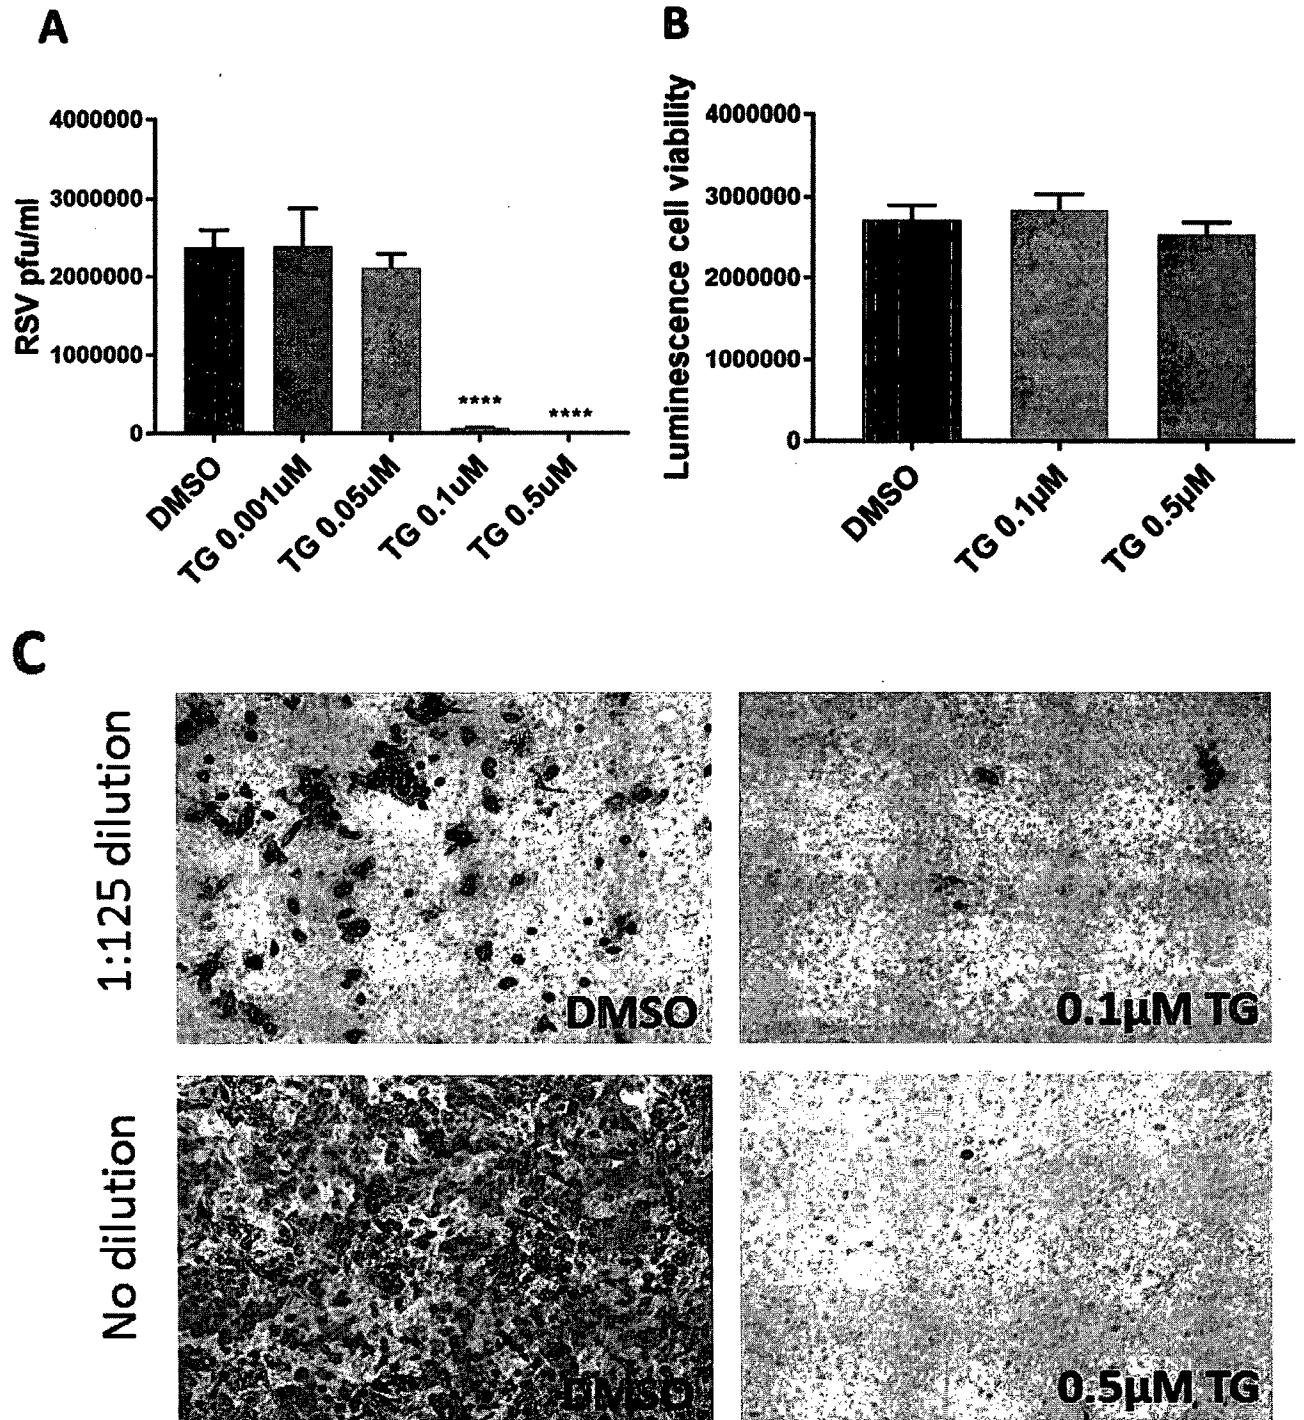 A
RSV pfu/ml
4000000
3000000
2000000
1000000
0
****
****
DMSO
TG 0.001uM
TG 0.05uM
TG 0.1uM
TG 0.5uM
B
Luminescence cell viability
4000000
3000000
2000000
1000000
0
DMSO
TG 0.1µM
TG 0.5µM
C
1:125 dilution
DMSO
0.1µM TG
No dilution
DMSO
0.5µM TG